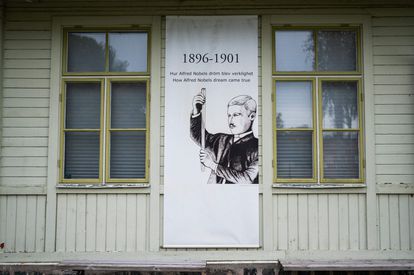 1896-1901
Hur Alfred Nobels dröm blev verklighet
How Alfred Nobels dream came true